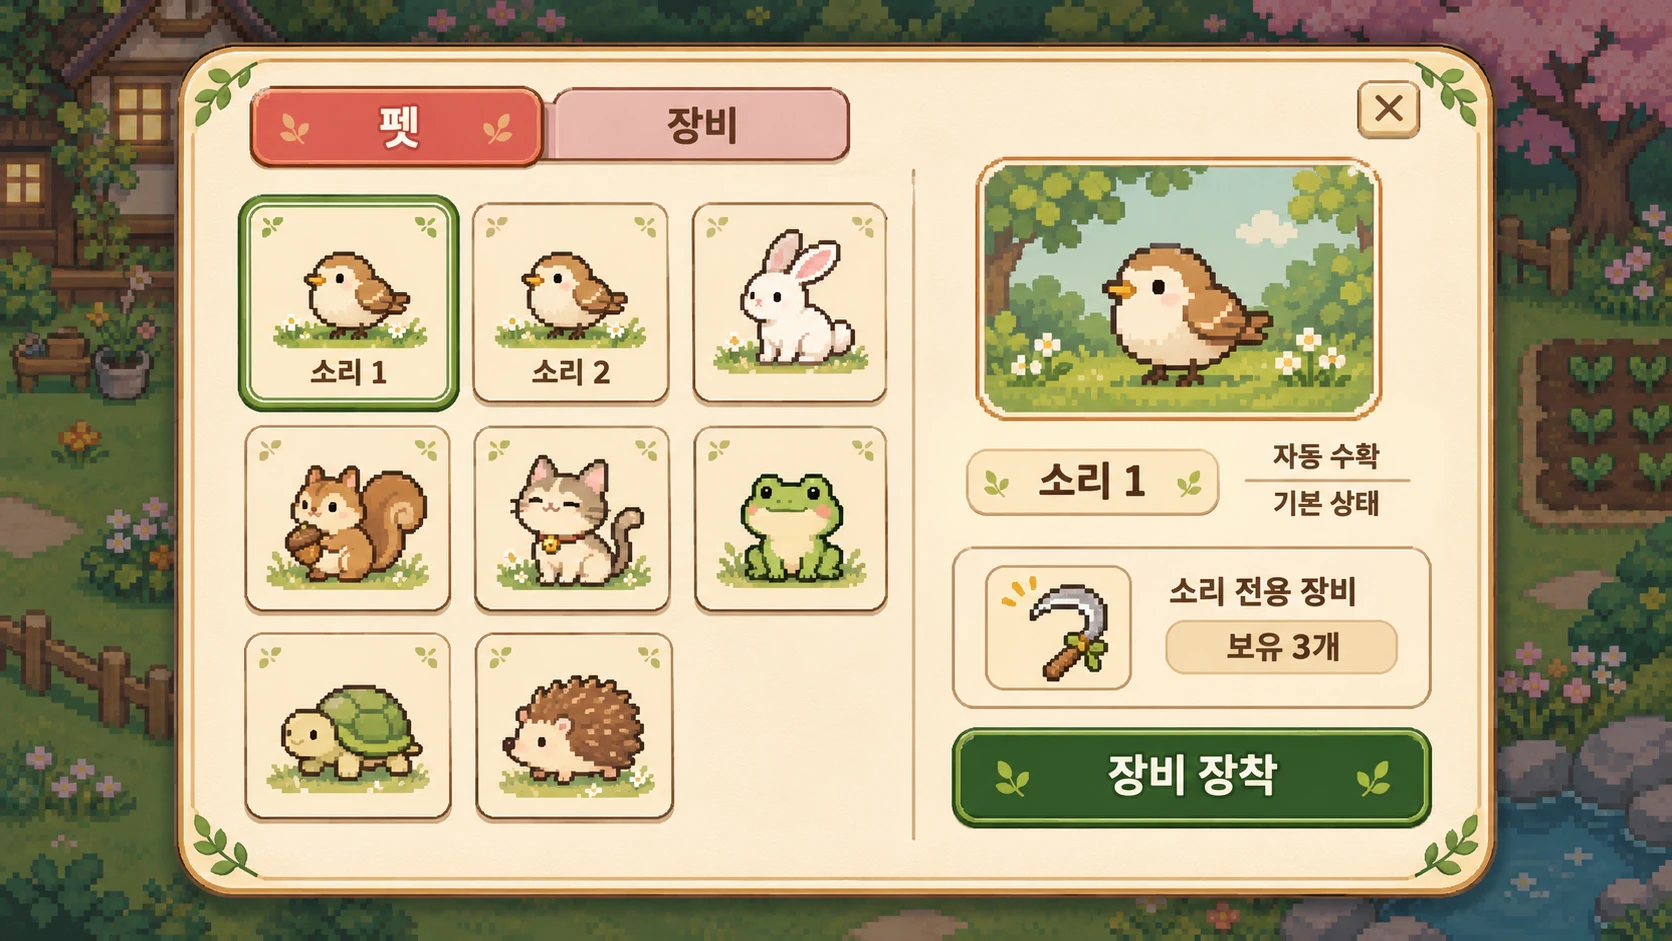 펫
장비
소리 1
소리 2
소리 1
자동 수확
기본 상태
소리 전용 장비
보유 3개
장비 장착